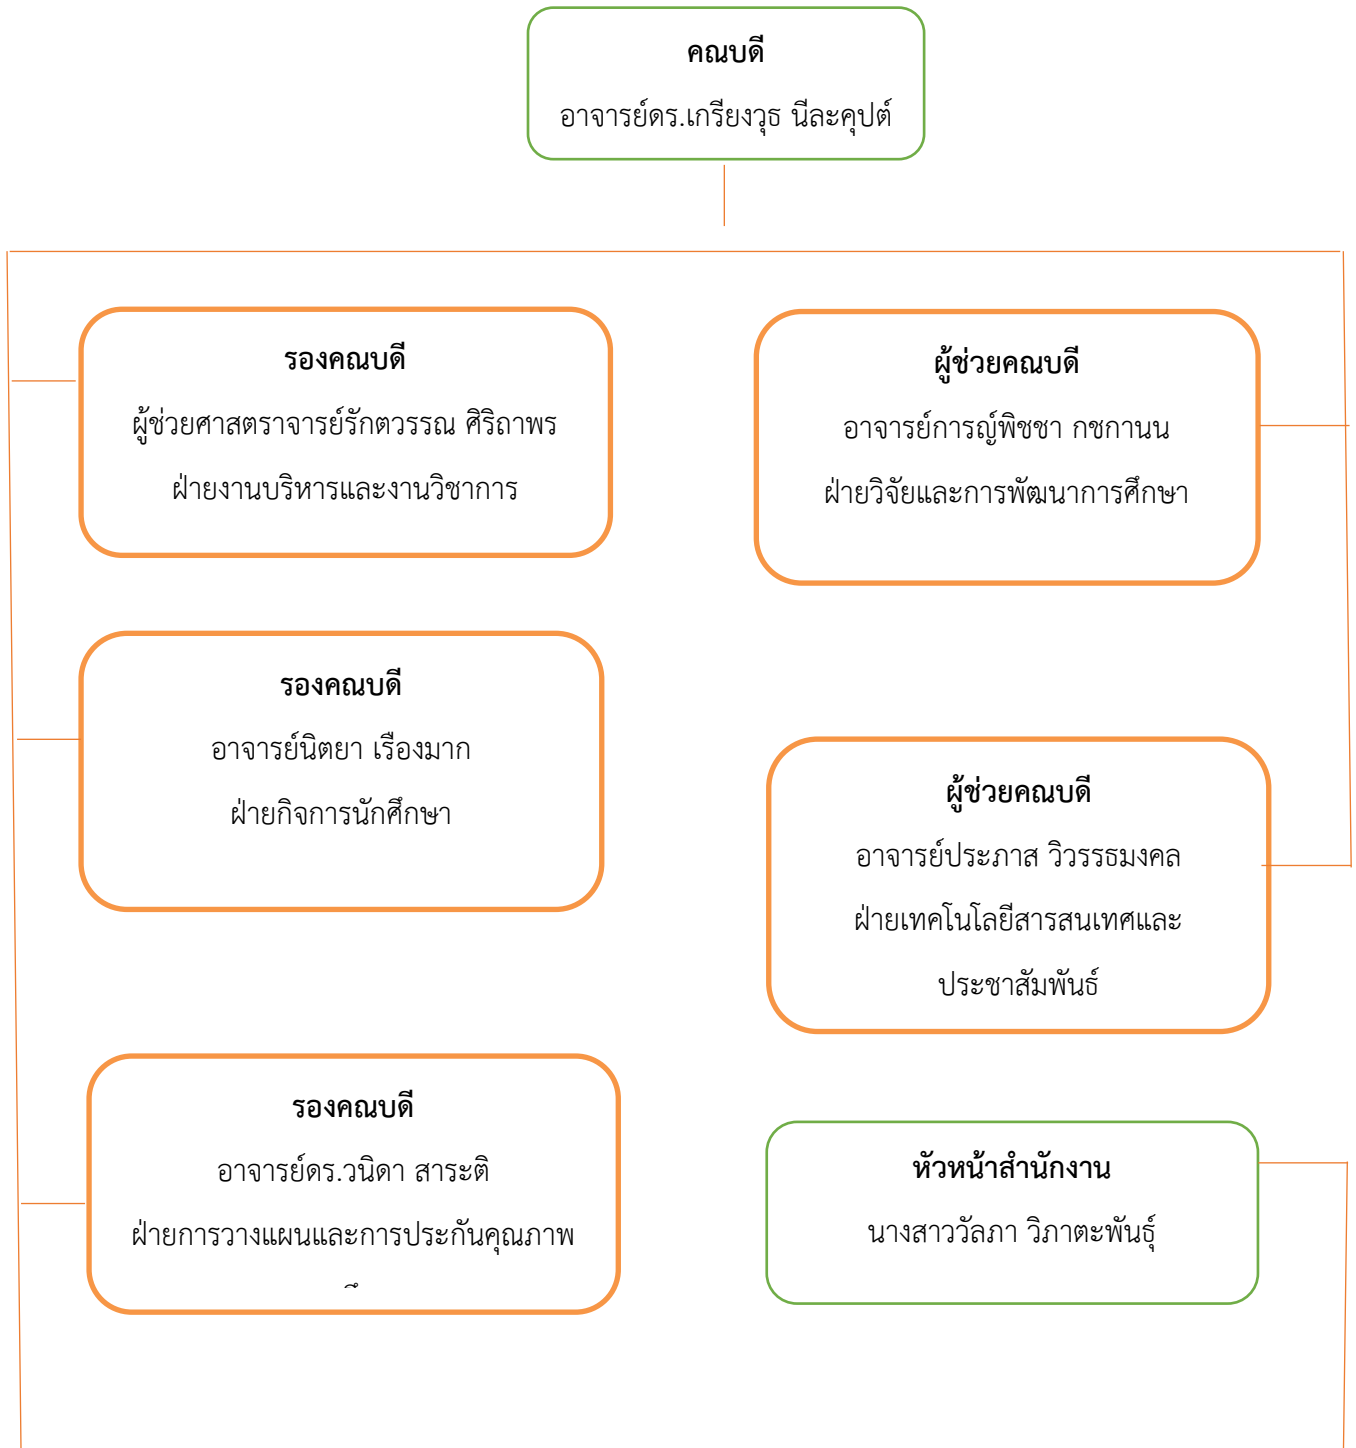 คณบดี
อาจารย์ดร.เกรียงวุธ นีละคุปต์
รองคณบดี
ผู้ช่วยศาสตราจารย์รักตวรรณ ศิริถาพร
ฝ่ายงานบริหารและงานวิชาการ
ผู้ช่วยคณบดี
อาจารย์การญ์พิชชา กชกานน
ฝ่ายวิจัยและการพัฒนาการศึกษา
รองคณบดี
อาจารย์นิตยา เรืองมาก
ฝ่ายกิจการนักศึกษา
ผู้ช่วยคณบดี
อาจารย์ประภาส วิวรรธมงคล
ฝ่ายเทคโนโลยีสารสนเทศและ
ประชาสัมพันธ์
รองคณบดี
อาจารย์ดร.วนิดา สาระติ
ฝ่ายการวางแผนและการประกันคุณภาพ
หัวหน้าสำนักงาน
นางสาววัลภา วิภาตะพันธุ์